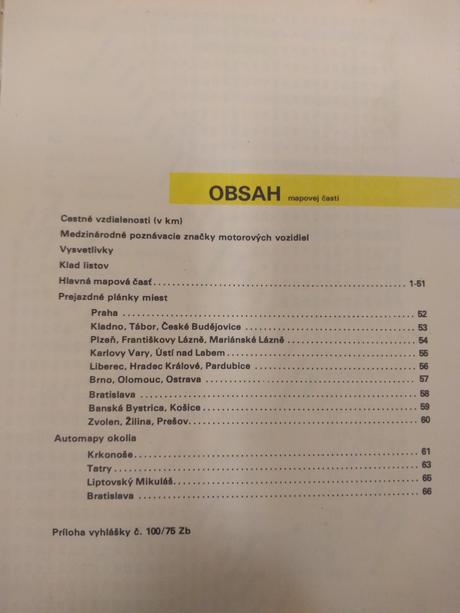 OBSAH mapovej časti
Cestné vzdialenosti (v km)
Medzinárodné poznávacie značky motorových vozidiel
Vysvetlivky
Klad listov
Hlavná mapová časť 1-51
Prejazdné plánky miest
Praha 52
Kladno, Tábor, České Budějovice 53
Plzeň, Františkovy Lázně, Mariánské Lázně 54
Karlovy Vary, Ústí nad Labem 55
Liberec, Hradec Králové, Pardubice 56
Brno, Olomouc, Ostrava 57
Bratislava 58
Banská Bystrica, Košice 59
Zvolen, Žilina, Prešov 60
Automapy okolia
Krkonoše 61
Tatry 63
Liptovský Mikuláš 65
Bratislava 66
Príloha vyhlášky č. 100/75 Zb